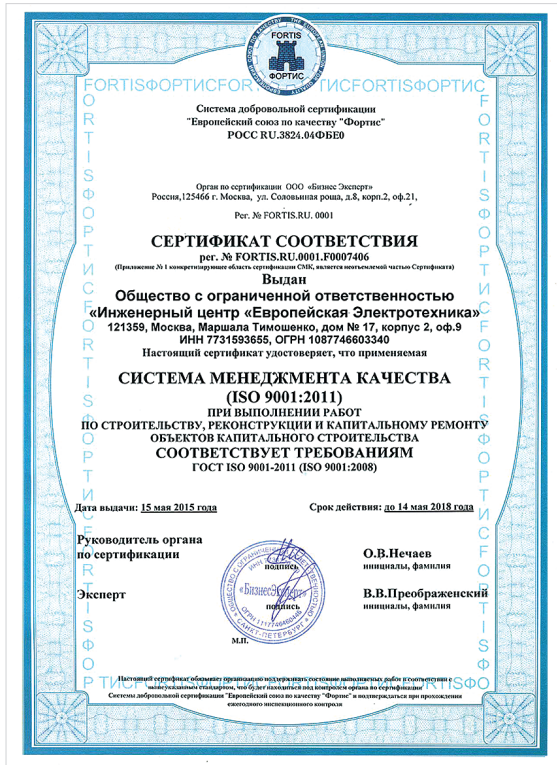 FORTIS
ФОРТИС
FORTISФОРТИСFORTISФОРТИСFORTISФО
Система добровольной сертификации
"Европейский союз по качеству "Фортис"
РОСС RU.3824.04ФБЕ0
Орган по сертификации ООО «Бизнес Эксперт»
Россия,125466 г. Москва, ул. Соловьиная роща, д.8, корп.2, оф.21,
Рег. № FORTIS.RU. 0001
СЕРТИФИКАТ СООТВЕТСТВИЯ
рег. № FORTIS.RU.0001.F0007406
(Приложение № 1 конкретизирующее область сертификации СМК, является неотъемлемой частью Сертификата)
Выдан
Общество с ограниченной ответственностью
«Инженерный центр «Европейская Электротехника»
121359, Москва, Маршала Тимошенко, дом № 17, корпус 2, оф.9
ИНН 7731593655, ОГРН 1087746603340
Настоящий сертификат удостоверяет, что применяемая
СИСТЕМА МЕНЕДЖМЕНТА КАЧЕСТВА
(ISO 9001:2011)
ПРИ ВЫПОЛНЕНИИ РАБОТ
ПО СТРОИТЕЛЬСТВУ, РЕКОНСТРУКЦИИ И КАПИТАЛЬНОМУ РЕМОНТУ
ОБЪЕКТОВ КАПИТАЛЬНОГО СТРОИТЕЛЬСТВА
СООТВЕТСТВУЕТ ТРЕБОВАНИЯМ
ГОСТ ISO 9001-2011 (ISO 9001:2008)
Дата выдачи: 15 мая 2015 года
Срок действия: до 14 мая 2018 года
Руководитель органа
по сертификации
подпись
О.В.Нечаев
инициалы, фамилия
Эксперт
«БизнесЭксперт»
подпись
В.В.Преображенский
инициалы, фамилия
ОБЩЕСТВО С ОГРАНИЧЕННОЙ ОТВЕТСТВЕННОСТЬЮ
САНКТ-ПЕТЕРБУРГ
М.П.
Настоящий сертификат обязывает организацию поддерживать состояние выполняемых работ в соответствии с
вышеуказанным стандартом, что будет находиться под контролем органа по сертификации
Системы добровольной сертификации "Европейский союз по качеству "Фортис" и подтверждаться при прохождении
ежегодного инспекционного контроля